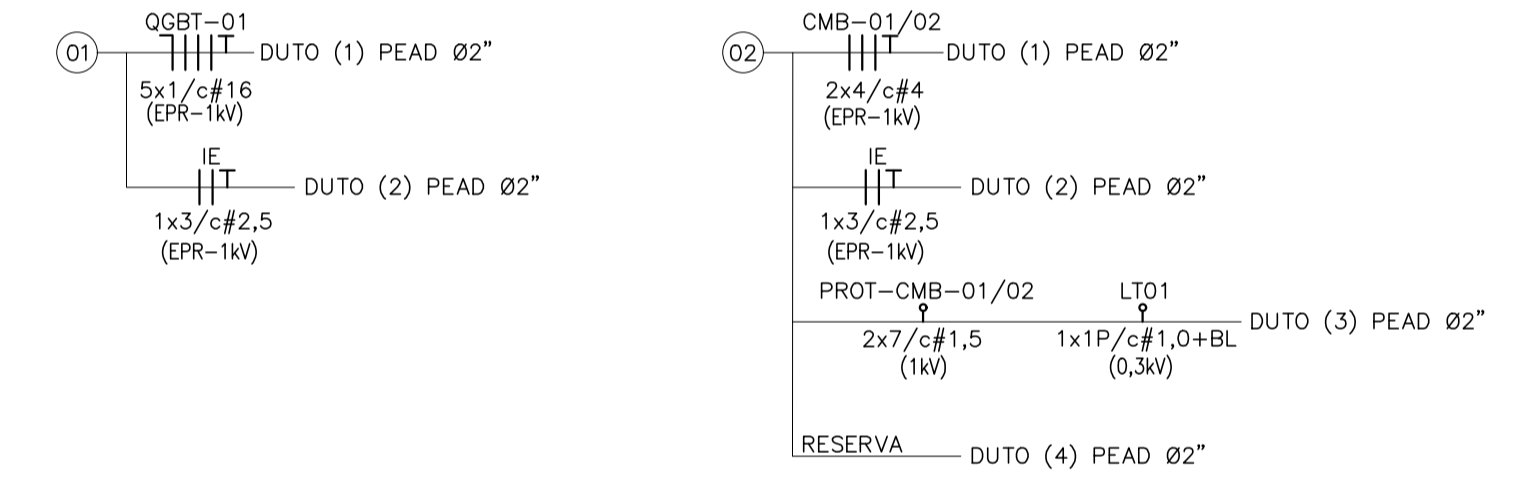 01
QGBT-01
DUTO (1) PEAD Ø2"
5x1/c#16
(EPR-1kV)
IE
DUTO (2) PEAD Ø2"
1x3/c#2,5
(EPR-1kV)
02
CMB-01/02
DUTO (1) PEAD Ø2"
2x4/c#4
(EPR-1kV)
IE
DUTO (2) PEAD Ø2"
1x3/c#2,5
(EPR-1kV)
PROT-CMB-01/02
2x7/c#1,5
(1kV)
LT01
1x1P/c#1,0+BL
(0,3kV)
DUTO (3) PEAD Ø2"
RESERVA
DUTO (4) PEAD Ø2"